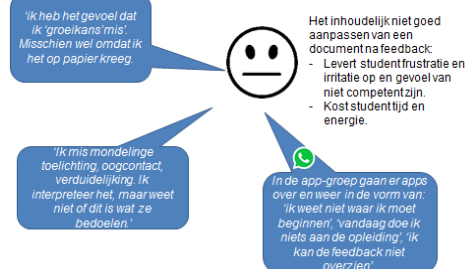 'ik heb het gevoel dat
ik 'groeikans'mis'.
Misschien wel omdat ik
het op papier kreeg.
Het inhoudelijk niet goed
aanpassen van een
document na feedback:
- Levert student frustratie en
irritatie op en gevoel van
niet competent zijn.
- Kost student tijd en
energie.
'Ik mis mondelinge
toelichting, oogcontact,
verduidelijking. Ik
interpreteer het, maar weet
niet of dit is wat ze
bedoelen.'
In de app-groep gaan er apps
over en weer in de vorm van:
'ik weet niet waar ik moet
beginnen', 'vandaag doe ik
niets aan de opleiding', 'ik
kan de feedback niet
overzien'